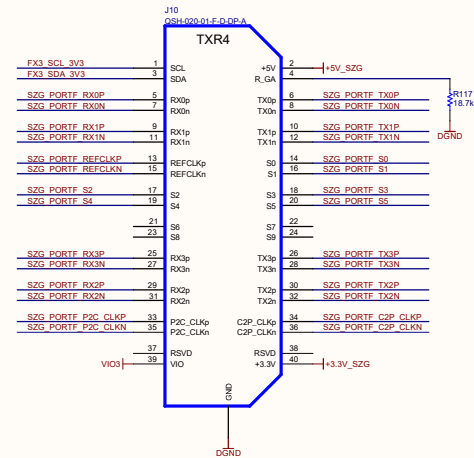 J10
QSH-020-01-F-D-DP-A
TXR4
FX3_SCL_3V3 1 SCL +5V 2 +5V_SZG
FX3_SDA_3V3 3 SDA R_GA 4
R117
18.7k
DGND
SZG_PORTF_RX0P 5 RX0p TX0p 6 SZG_PORTF_TX0P
SZG_PORTF_RX0N 7 RX0n TX0n 8 SZG_PORTF_TX0N
SZG_PORTF_RX1P 9 RX1p TX1p 10 SZG_PORTF_TX1P
SZG_PORTF_RX1N 11 RX1n TX1n 12 SZG_PORTF_TX1N
SZG_PORTF_REFCLKP 13 REFCLKp S0 14 SZG_PORTF_S0
SZG_PORTF_REFCLKN 15 REFCLKn S1 16 SZG_PORTF_S1
SZG_PORTF_S2 17 S2 S3 18 SZG_PORTF_S3
SZG_PORTF_S4 19 S4 S5 20 SZG_PORTF_S5
21 S6 S7 22
23 S8 S9 24
SZG_PORTF_RX3P 25 RX3p TX3p 26 SZG_PORTF_TX3P
SZG_PORTF_RX3N 27 RX3n TX3n 28 SZG_PORTF_TX3N
SZG_PORTF_RX2P 29 RX2p TX2p 30 SZG_PORTF_TX2P
SZG_PORTF_RX2N 31 RX2n TX2n 32 SZG_PORTF_TX2N
SZG_PORTF_P2C_CLKP 33 P2C_CLKp C2P_CLKp 34 SZG_PORTF_C2P_CLKP
SZG_PORTF_P2C_CLKN 35 P2C_CLKn C2P_CLKn 36 SZG_PORTF_C2P_CLKN
37 RSVD RSVD 38
VIO3 39 VIO +3.3V 40 +3.3V_SZG
GND
DGND